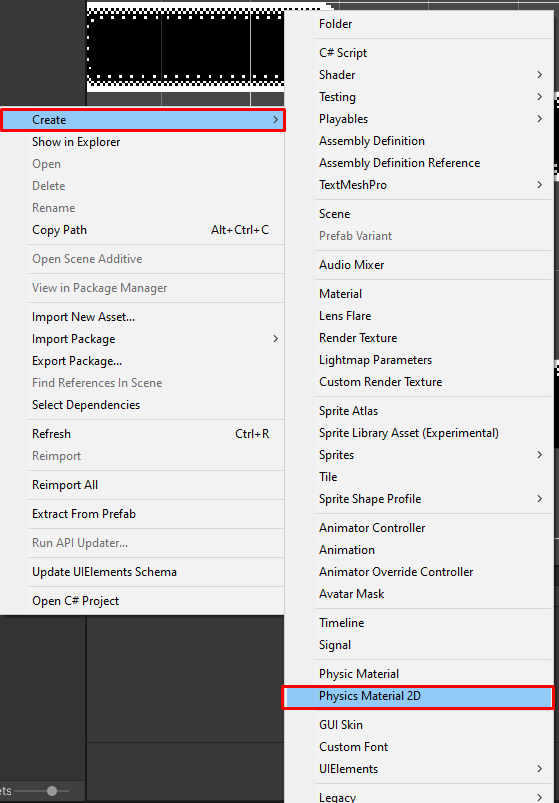 Create
Show in Explorer
Open
Delete
Rename
Copy Path Alt+Ctrl+C
Open Scene Additive
View in Package Manager
Import New Asset...
Import Package
Export Package...
Find References In Scene
Select Dependencies
Refresh Ctrl+R
Reimport
Reimport All
Extract From Prefab
Run API Updater...
Update UIElements Schema
Open C# Project
ets
Folder
C# Script
Shader
Testing
Playables
Assembly Definition
Assembly Definition Reference
TextMeshPro
Scene
Prefab Variant
Audio Mixer
Material
Lens Flare
Render Texture
Lightmap Parameters
Custom Render Texture
Sprite Atlas
Sprite Library Asset (Experimental)
Sprites
Tile
Sprite Shape Profile
Animator Controller
Animation
Animator Override Controller
Avatar Mask
Timeline
Signal
Physic Material
Physics Material 2D
GUI Skin
Custom Font
UIElements
Legacy